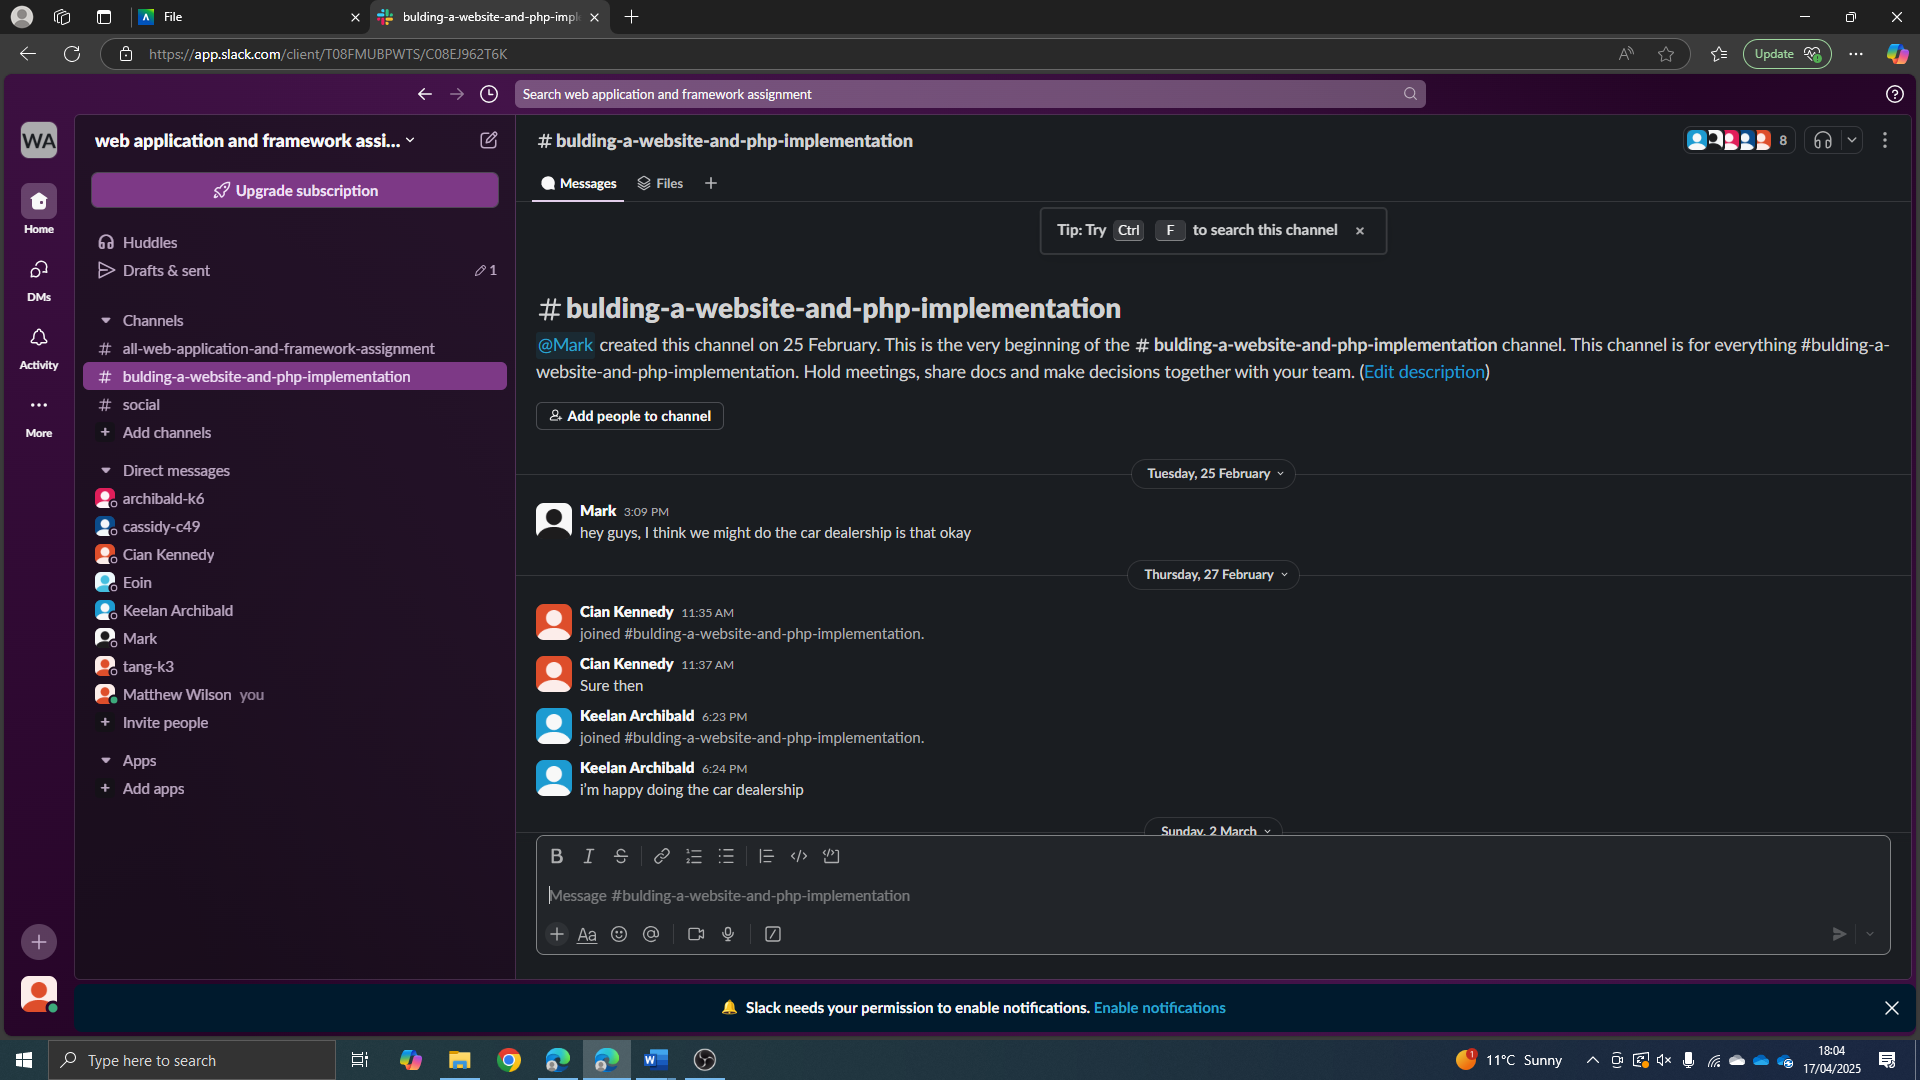 File
bulding-a-website-and-php-imple
https://app.slack.com/client/T08FMUBPWTS/C08EJ962T6K
Update
Search web application and framework assignment
WA
Home
DMs
Activity
More
web application and framework assi...
Upgrade subscription
Huddles
Drafts & sent
1
Channels
# all-web-application-and-framework-assignment
# bulding-a-website-and-php-implementation
# social
+ Add channels
Direct messages
archibald-k6
cassidy-c49
Cian Kennedy
Eoin
Keelan Archibald
Mark
tang-k3
Matthew Wilson you
+ Invite people
Apps
+ Add apps
# bulding-a-website-and-php-implementation
8
Messages
Files
Tip: Try Ctrl F to search this channel
# bulding-a-website-and-php-implementation
@Mark created this channel on 25 February. This is the very beginning of the # bulding-a-website-and-php-implementation channel. This channel is for everything #bulding-a-
website-and-php-implementation. Hold meetings, share docs and make decisions together with your team. (Edit description)
Add people to channel
Tuesday, 25 February
Mark 3:09 PM
hey guys, I think we might do the car dealership is that okay
Thursday, 27 February
Cian Kennedy 11:35 AM
joined #bulding-a-website-and-php-implementation.
Cian Kennedy 11:37 AM
Sure then
Keelan Archibald 6:23 PM
joined #bulding-a-website-and-php-implementation.
Keelan Archibald 6:24 PM
i'm happy doing the car dealership
Sunday, 2 March
B I S
Message #bulding-a-website-and-php-implementation
Aa
Slack needs your permission to enable notifications. Enable notifications
Type here to search
1
11°C Sunny
18:04
17/04/2025